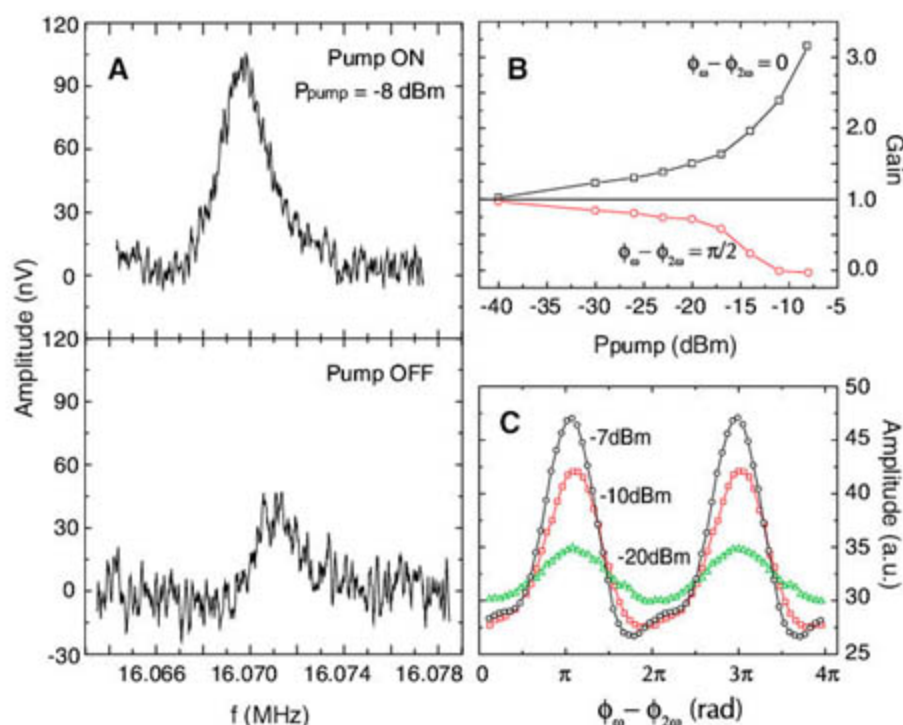 A
Pump ON
Ppump = -8 dBm
120
90
60
30
0
Amplitude (nV)
120
90
60
30
0
-30
Pump OFF
16.066 16.070 16.074 16.078
f (MHz)
B
ϕω – ϕ2ω = 0
ϕω – ϕ2ω = π/2
3.0
2.0
1.0
0.0
Gain
-40 -35 -30 -25 -20 -15 -10 -5
Ppump (dBm)
C
-7dBm
-10dBm
-20dBm
50
45
40
35
30
25
Amplitude (a.u.)
0 π 2π 3π 4π
ϕω – ϕ2ω (rad)